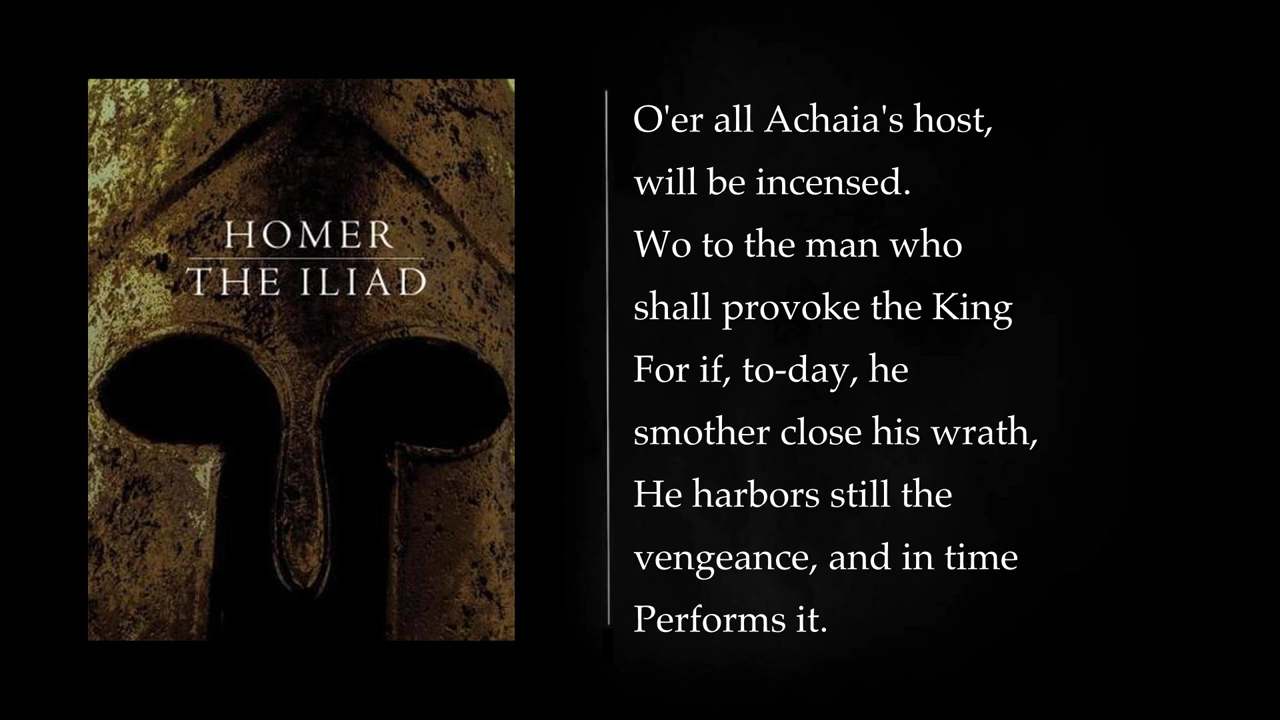 HOMER
THE ILIAD
O'er all Achaia's host,
will be incensed.
Wo to the man who
shall provoke the King
For if, to-day, he
smother close his wrath,
He harbors still the
vengeance, and in time
Performs it.